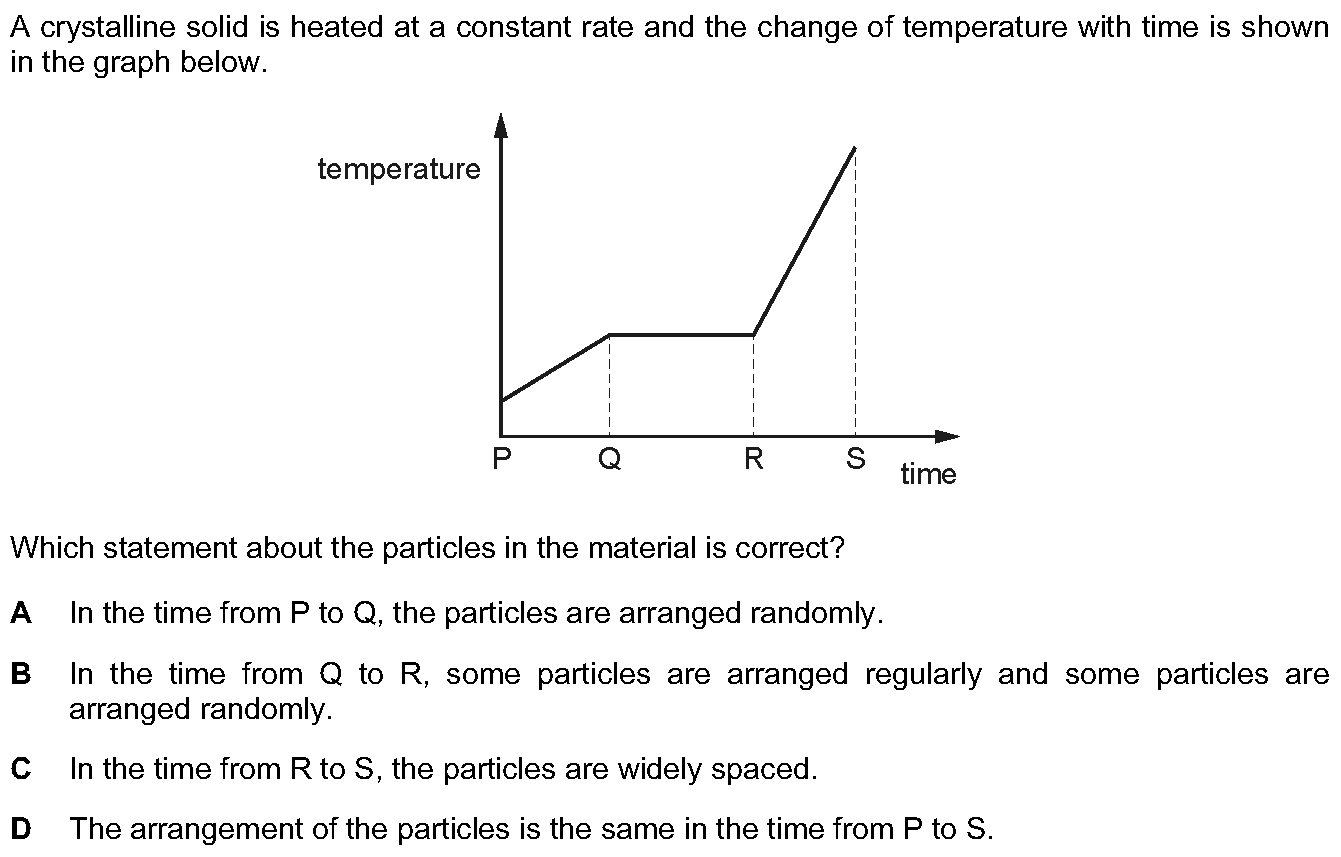 A crystalline solid is heated at a constant rate and the change of temperature with time is shown
in the graph below.
temperature
P Q R S
time
Which statement about the particles in the material is correct?
A In the time from P to Q, the particles are arranged randomly.
B In the time from Q to R, some particles are arranged regularly and some particles are
arranged randomly.
C In the time from R to S, the particles are widely spaced.
D The arrangement of the particles is the same in the time from P to S.